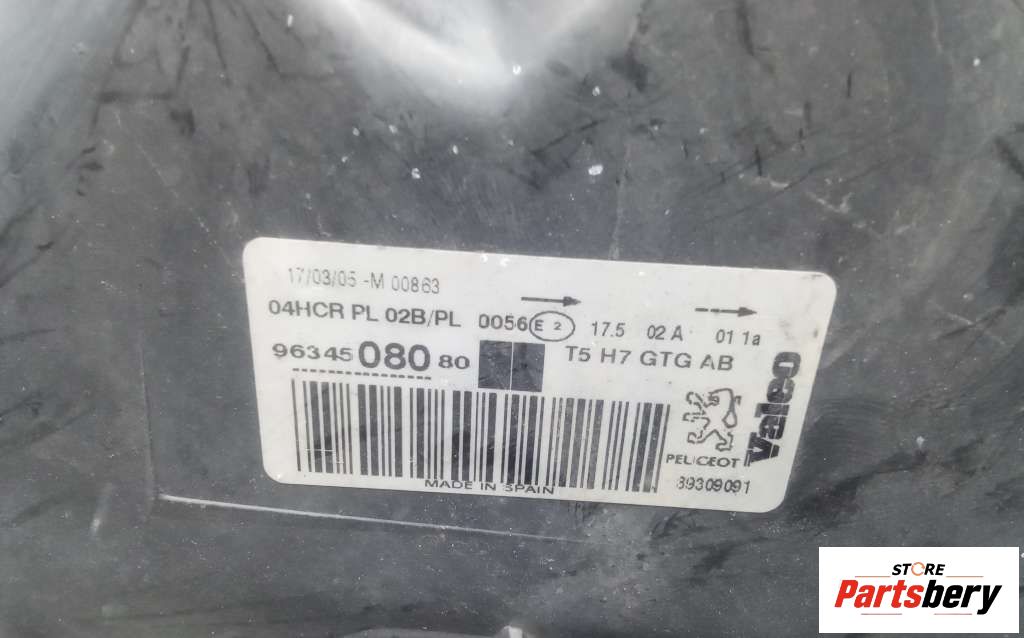 17/03/05 -M 00863
04HCR PL 02B/PL 0056 E 2 17.5 02 A 01 1a
96345 080 80 T5 H7 GTG AB
PEUGEOT
Valeo
89309091
MADE IN SPAIN
STORE
Partsbery